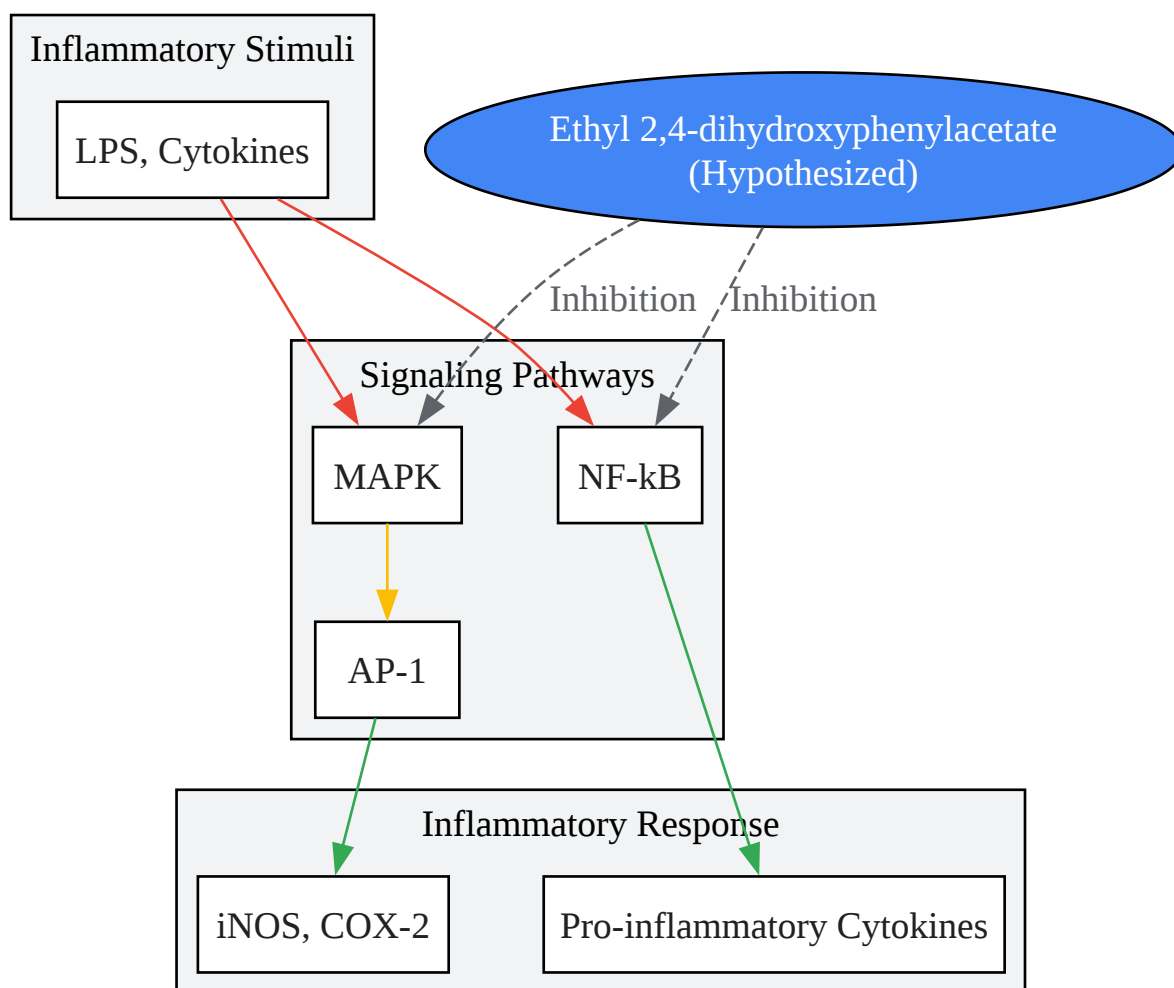 Inflammatory Stimuli
LPS, Cytokines
Ethyl 2,4-dihydroxyphenylacetate
(Hypothesized)
Inhibition
Inhibition
Signaling Pathways
MAPK
NF-kB
AP-1
Inflammatory Response
iNOS, COX-2
Pro-inflammatory Cytokines